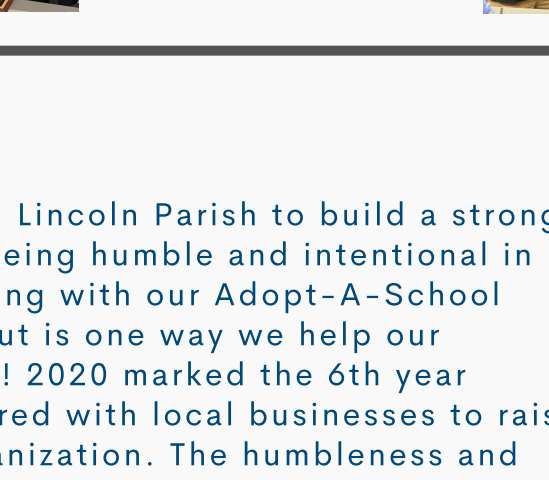 Lincoln Parish to build a strong
eing humble and intentional in
ng with our Adopt-A-School
ut is one way we help our
! 2020 marked the 6th year
red with local businesses to rais
anization. The humbleness and